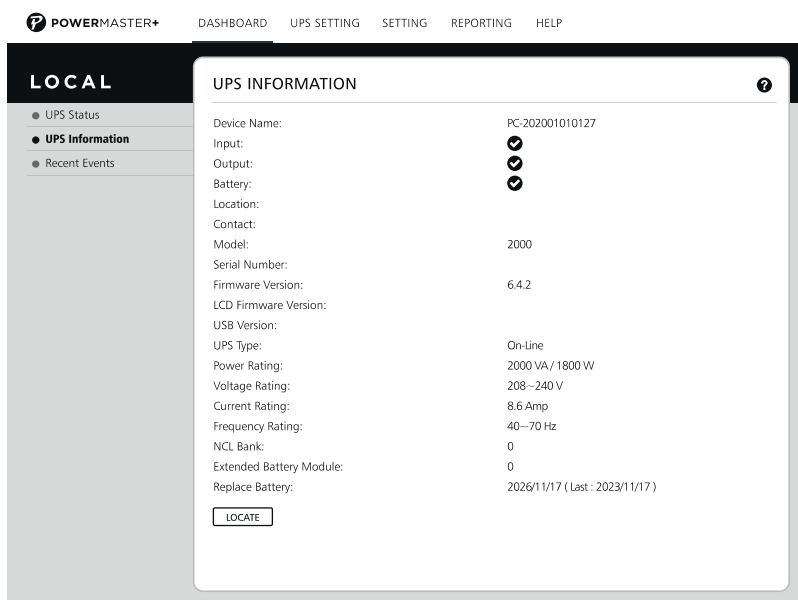 POWERMASTER+
DASHBOARD UPS SETTING SETTING REPORTING HELP
LOCAL
UPS Status
UPS Information
Recent Events
UPS INFORMATION
?
Device Name: PC-202001010127
Input:
Output:
Battery:
Location:
Contact:
Model: 2000
Serial Number:
Firmware Version: 6.4.2
LCD Firmware Version:
USB Version:
UPS Type: On-Line
Power Rating: 2000 VA / 1800 W
Voltage Rating: 208~240 V
Current Rating: 8.6 Amp
Frequency Rating: 40~70 Hz
NCL Bank: 0
Extended Battery Module: 0
Replace Battery: 2026/11/17 ( Last : 2023/11/17 )
LOCATE